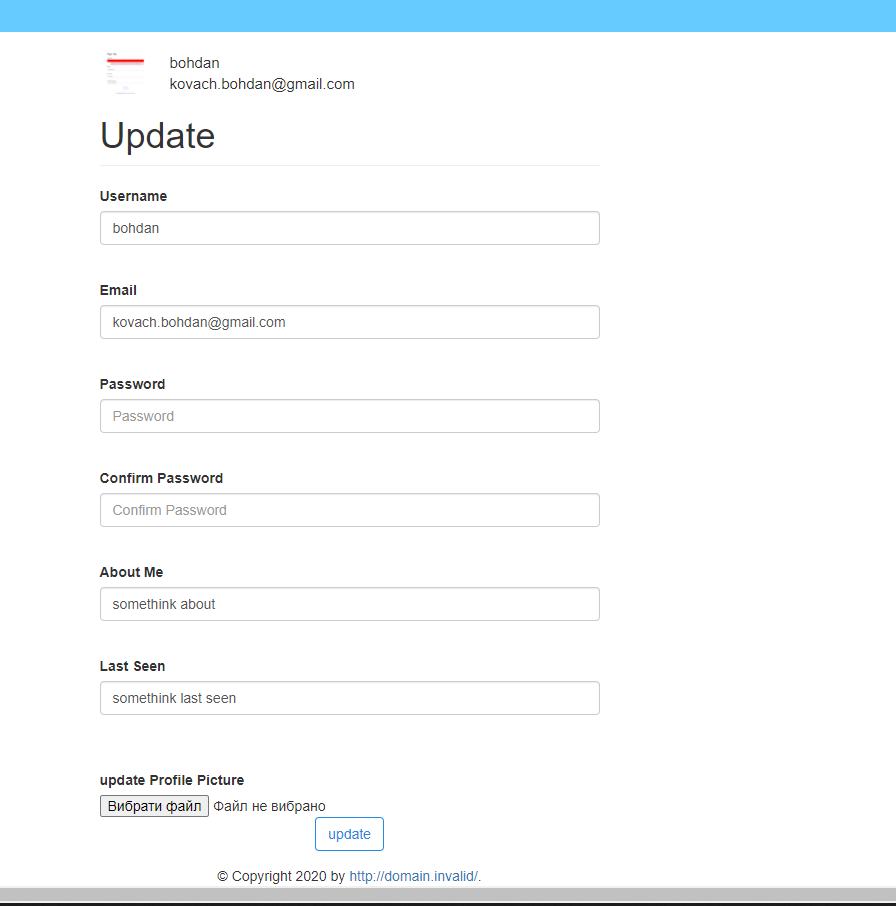 bohdan
kovach.bohdan@gmail.com
Update
Username
bohdan
Email
kovach.bohdan@gmail.com
Password
Password
Confirm Password
Confirm Password
About Me
somethink about
Last Seen
somethink last seen
update Profile Picture
Вибрати файл Файл не вибрано
update
© Copyright 2020 by http://domain.invalid/.